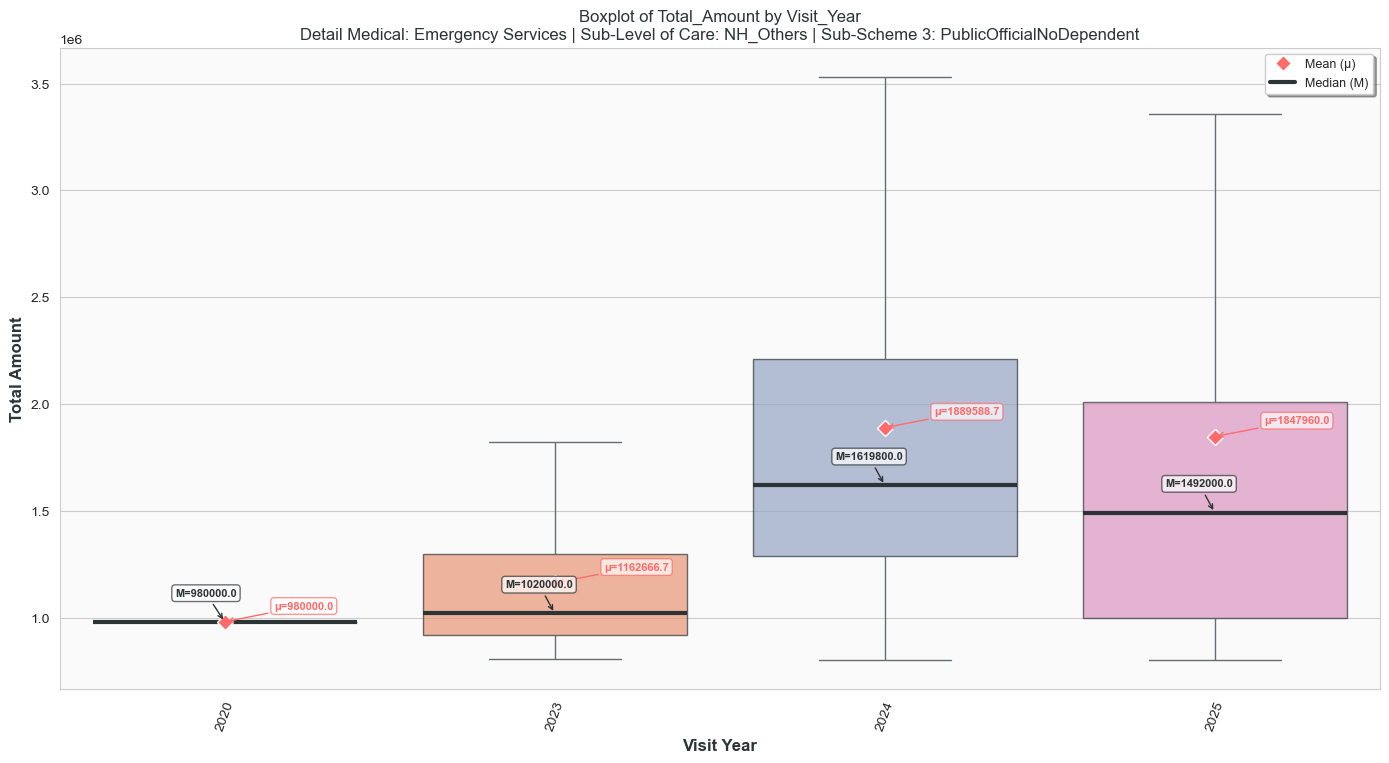 Boxplot of Total_Amount by Visit_Year
Detail Medical: Emergency Services | Sub-Level of Care: NH_Others | Sub-Scheme 3: PublicOfficialNoDependent
1e6
Mean (μ)
Median (M)
3.5
3.0
2.5
2.0
1.5
1.0
Total Amount
M=980000.0
μ=980000.0
M=1020000.0
μ=1162666.7
M=1619800.0
μ=1889588.7
M=1492000.0
μ=1847960.0
2020
2023
2024
2025
Visit Year